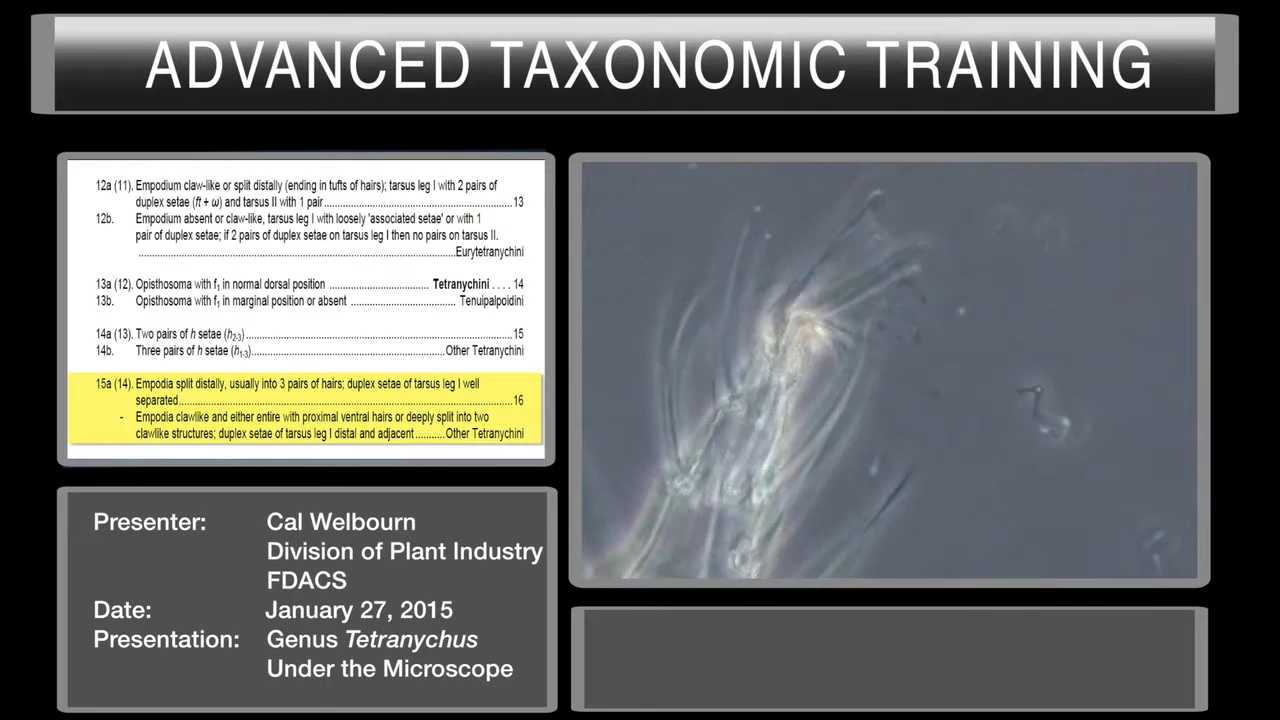 ADVANCED TAXONOMIC TRAINING
12a (11). Empodium claw-like or split distally (ending in tufts of hairs); tarsus leg I with 2 pairs of
duplex setae (ft + ω) and tarsus II with 1 pair..............................................................13
12b. Empodium absent or claw-like, tarsus leg I with loosely 'associated setae' or with 1
pair of duplex setae; if 2 pairs of duplex setae on tarsus leg I then no pairs on tarsus II.
.....................................................................................................Eurytetranychini
13a (12). Opisthosoma with f1 in normal dorsal position ................................. Tetranychini . . . . 14
13b. Opisthosoma with f1 in marginal position or absent .................................. Tenuipalpoidini
14a (13). Two pairs of h setae (h2-3)....................................................................................15
14b. Three pairs of h setae (h1-3)..............................................................Other Tetranychini
15a (14). Empodia split distally, usually into 3 pairs of hairs; duplex setae of tarsus leg I well
separated...........................................................................................................16
- Empodia clawlike and either entire with proximal ventral hairs or deeply split into two
clawlike structures; duplex setae of tarsus leg I distal and adjacent..........Other Tetranychini
Presenter: Cal Welbourn
Division of Plant Industry
FDACS
Date: January 27, 2015
Presentation: Genus Tetranychus
Under the Microscope